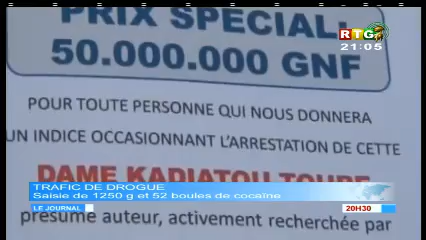 PRIX SPECIAL:
50.000.000 GNF
RTG
21:05
POUR TOUTE PERSONNE QUI NOUS DONNERA
UN INDICE OCCASIONNANT L'ARRESTATION DE CETTE
DAME KADIATOU TOURE
TRAFIC DE DROGUE
Saisie de 1250 g et 52 boules de cocaïne
LE JOURNAL
20H30
présumé auteur, activement recherchée par